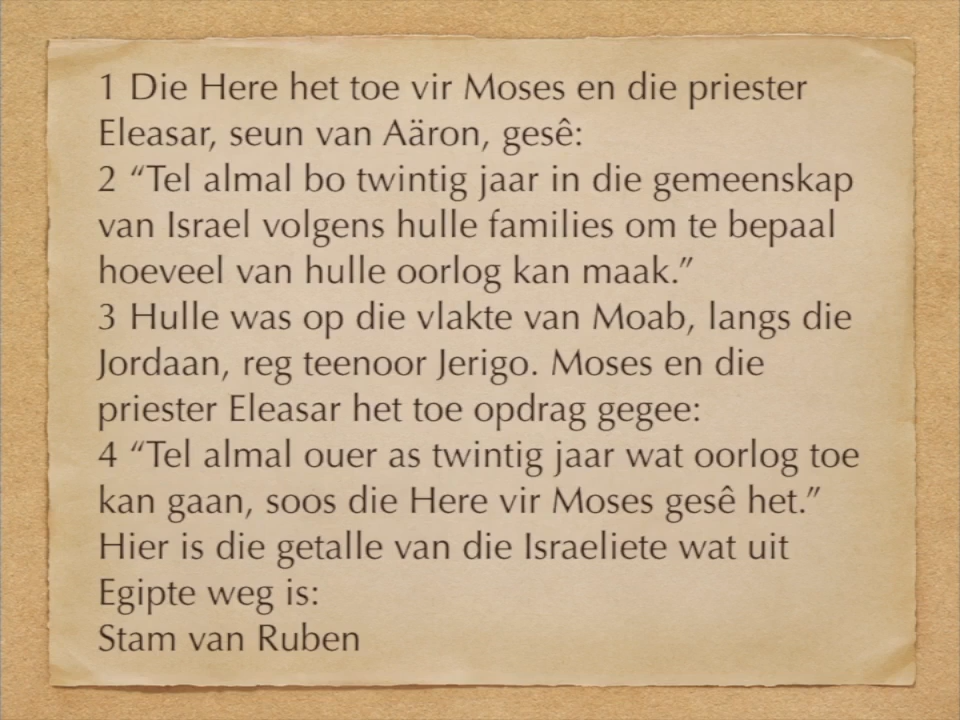 1 Die Here het toe vir Moses en die priester
Eleasar, seun van Aäron, gesê:
2 “Tel almal bo twintig jaar in die gemeenskap
van Israel volgens hulle families om te bepaal
hoeveel van hulle oorlog kan maak.”
3 Hulle was op die vlakte van Moab, langs die
Jordaan, reg teenoor Jerigo. Moses en die
priester Eleasar het toe opdrag gegee:
4 “Tel almal ouer as twintig jaar wat oorlog toe
kan gaan, soos die Here vir Moses gesê het.”
Hier is die getalle van die Israeliete wat uit
Egipte weg is:
Stam van Ruben